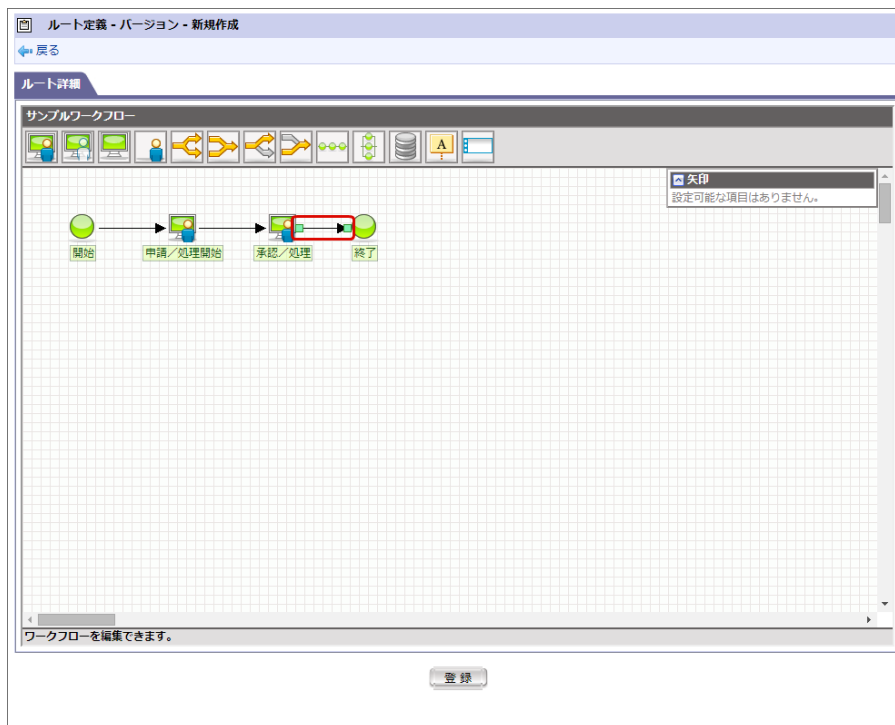 ルート定義 - バージョン - 新規作成
戻る
ルート詳細
サンプルワークフロー
A
矢印
設定可能な項目はありません。
開始
申請／処理開始
承認／処理
終了
ワークフローを編集できます。
登録